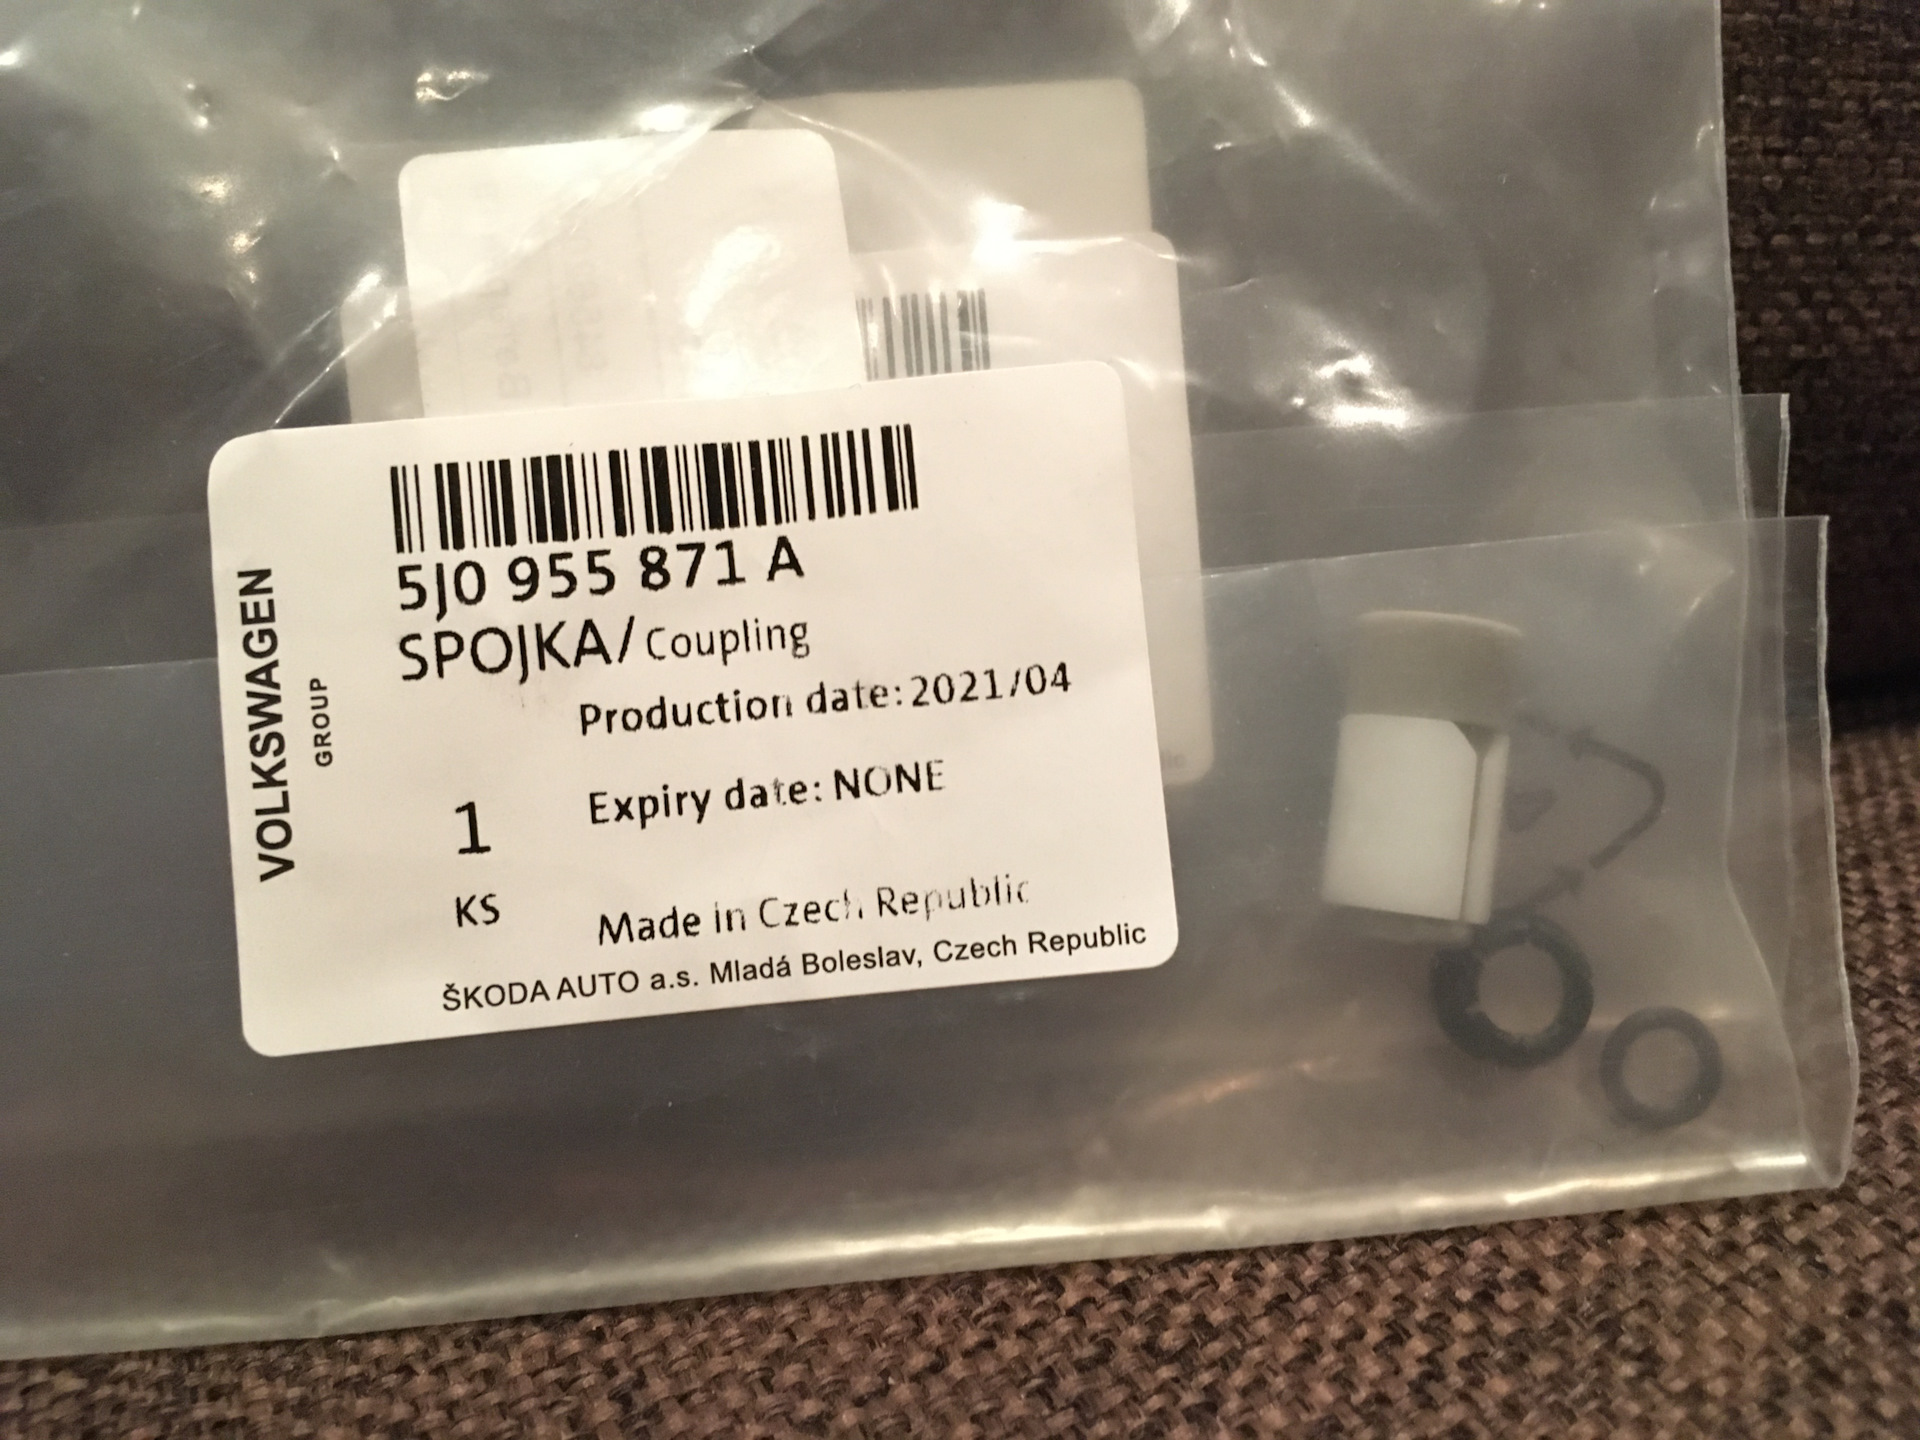 VOLKSWAGEN
GROUP
5J0 955 871 A
SPOJKA/Coupling
Production date:2021/04
Expiry date: NONE
1
KS
Made in Czech Republic
ŠKODA AUTO a.s. Mladá Boleslav, Czech Republic